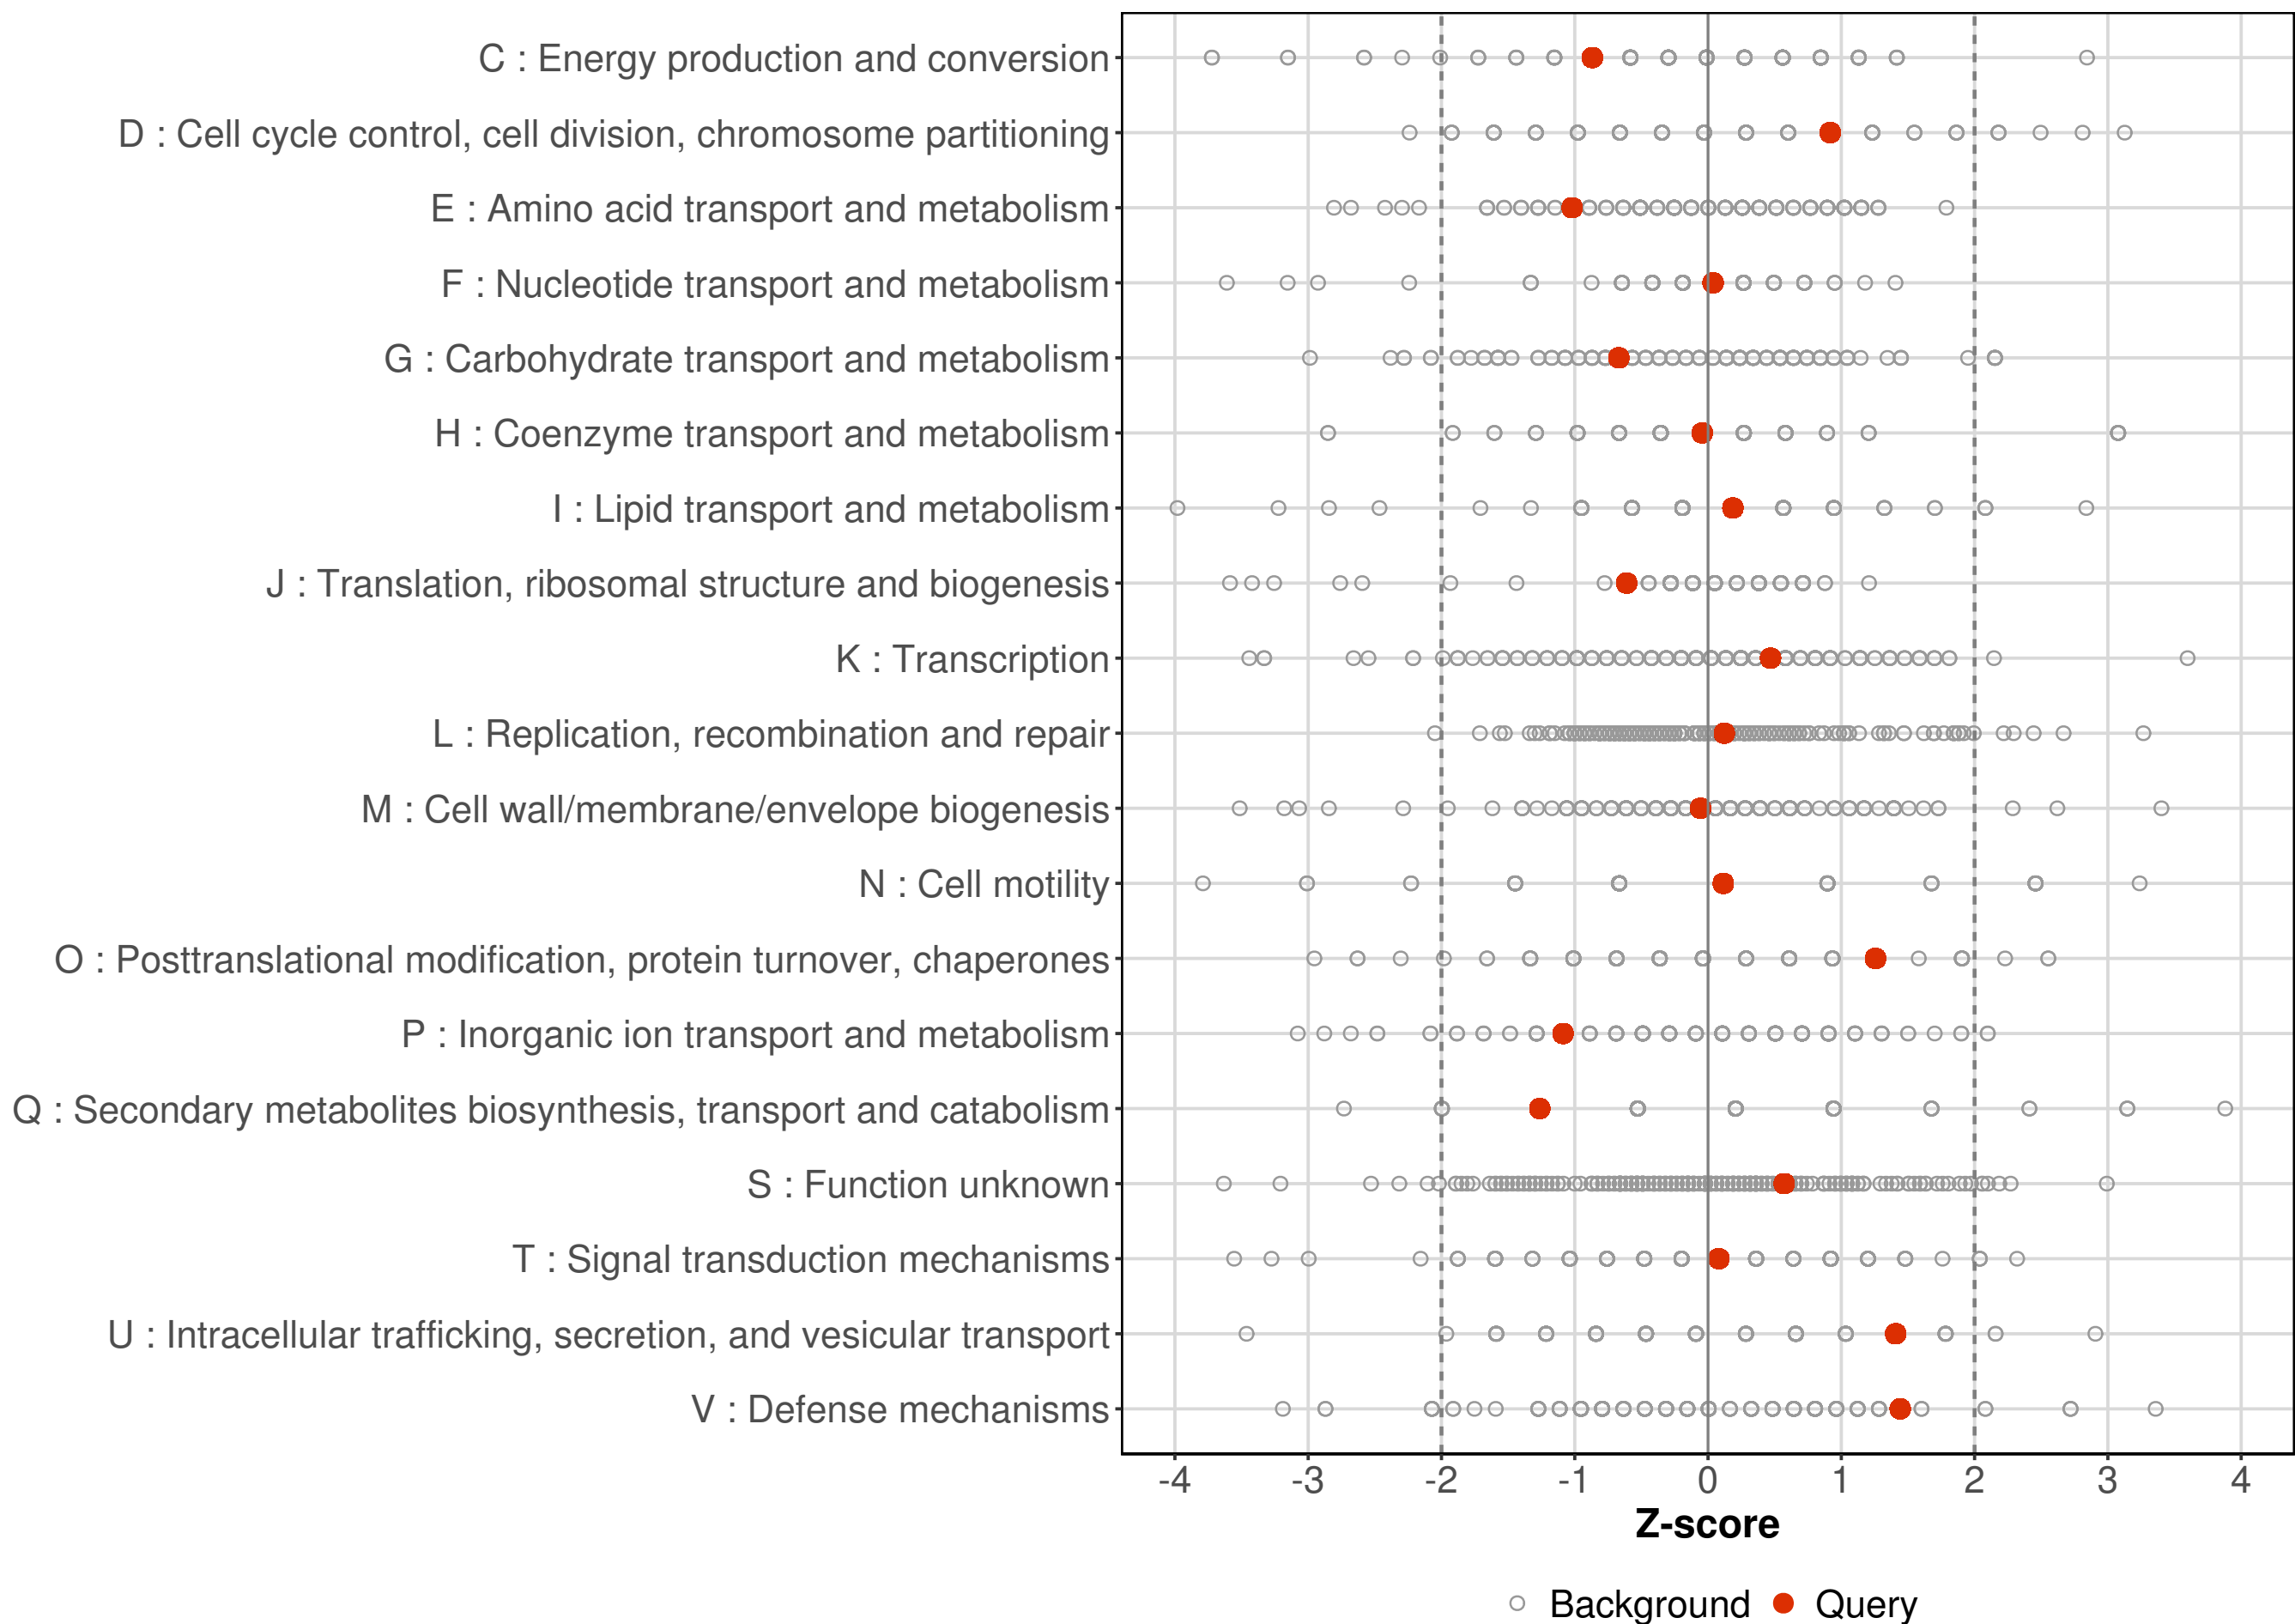 C : Energy production and conversion
D : Cell cycle control, cell division, chromosome partitioning
E : Amino acid transport and metabolism
F : Nucleotide transport and metabolism
G : Carbohydrate transport and metabolism
H : Coenzyme transport and metabolism
I : Lipid transport and metabolism
J : Translation, ribosomal structure and biogenesis
K : Transcription
L : Replication, recombination and repair
M : Cell wall/membrane/envelope biogenesis
N : Cell motility
O : Posttranslational modification, protein turnover, chaperones
P : Inorganic ion transport and metabolism
Q : Secondary metabolites biosynthesis, transport and catabolism
S : Function unknown
T : Signal transduction mechanisms
U : Intracellular trafficking, secretion, and vesicular transport
V : Defense mechanisms
-4 -3 -2 -1 0 1 2 3 4
Z-score
Background Query